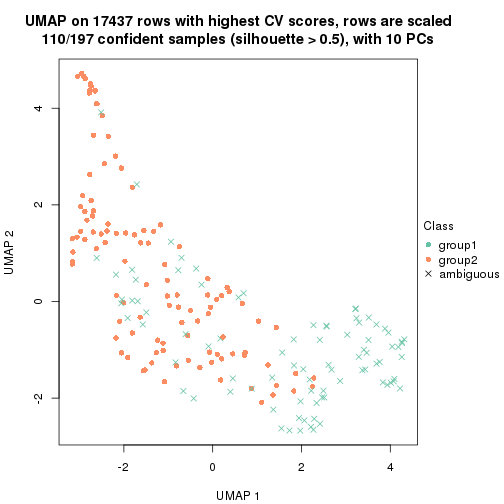 UMAP on 17437 rows with highest CV scores, rows are scaled
110/197 confident samples (silhouette > 0.5), with 10 PCs
4
2
0
-2
UMAP 2
-2
0
2
4
UMAP 1
Class
group1
group2
ambiguous